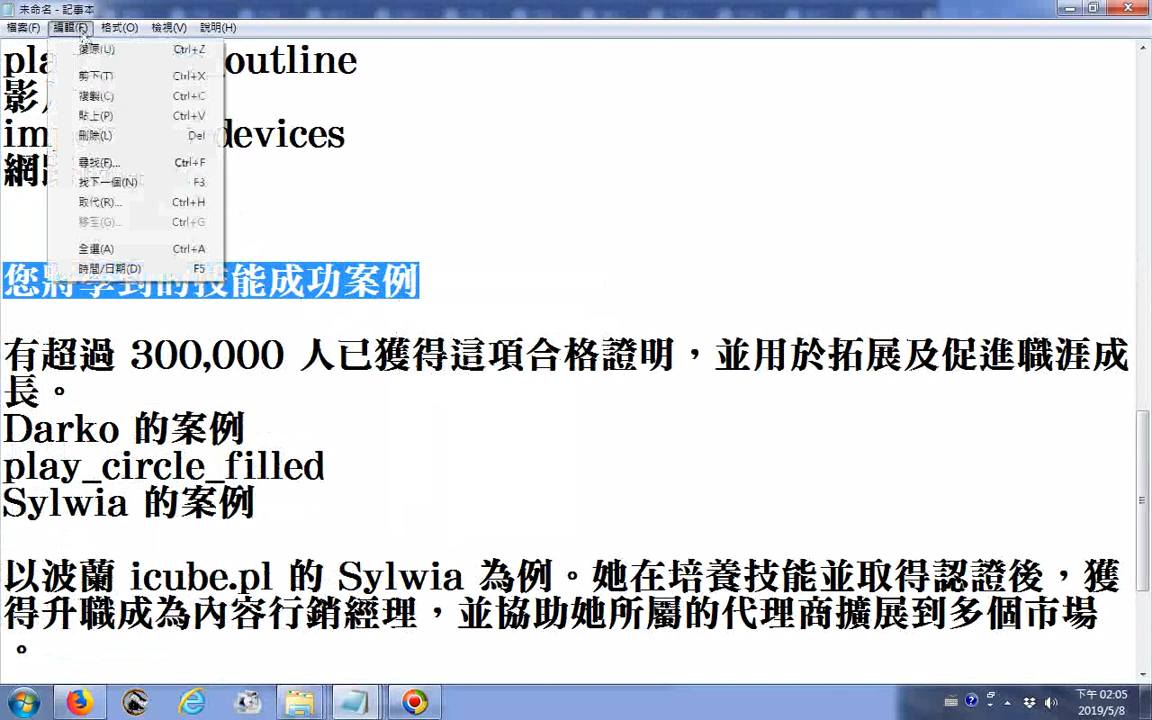 未命名 - 記事本
檔案(F) 編輯(E) 格式(O) 檢視(V) 說明(H)
復原(U) Ctrl+Z
剪下(T) Ctrl+X
複製(C) Ctrl+C
貼上(P) Ctrl+V
刪除(L) Del
尋找(F)... Ctrl+F
找下一個(N) F3
取代(R)... Ctrl+H
移至(G)... Ctrl+G
全選(A) Ctrl+A
時間/日期(D) F5
outline
devices
您將學到的技能成功案例
有超過 300,000 人已獲得這項合格證明，並用於拓展及促進職涯成
長。
Darko 的案例
play_circle_filled
Sylwia 的案例
以波蘭 icube.pl 的 Sylwia 為例。她在培養技能並取得認證後，獲
得升職成為內容行銷經理，並協助她所屬的代理商擴展到多個市場
。
下午 02:05
2019/5/8